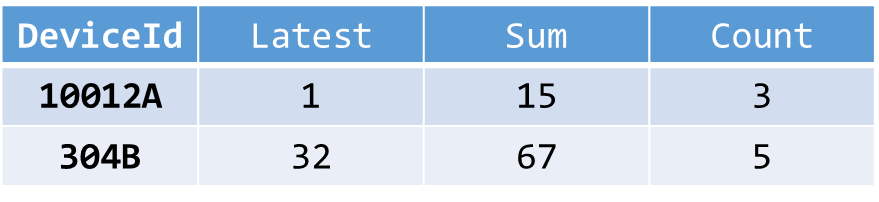 DeviceId Latest Sum Count
10012A 1 15 3
304B 32 67 5